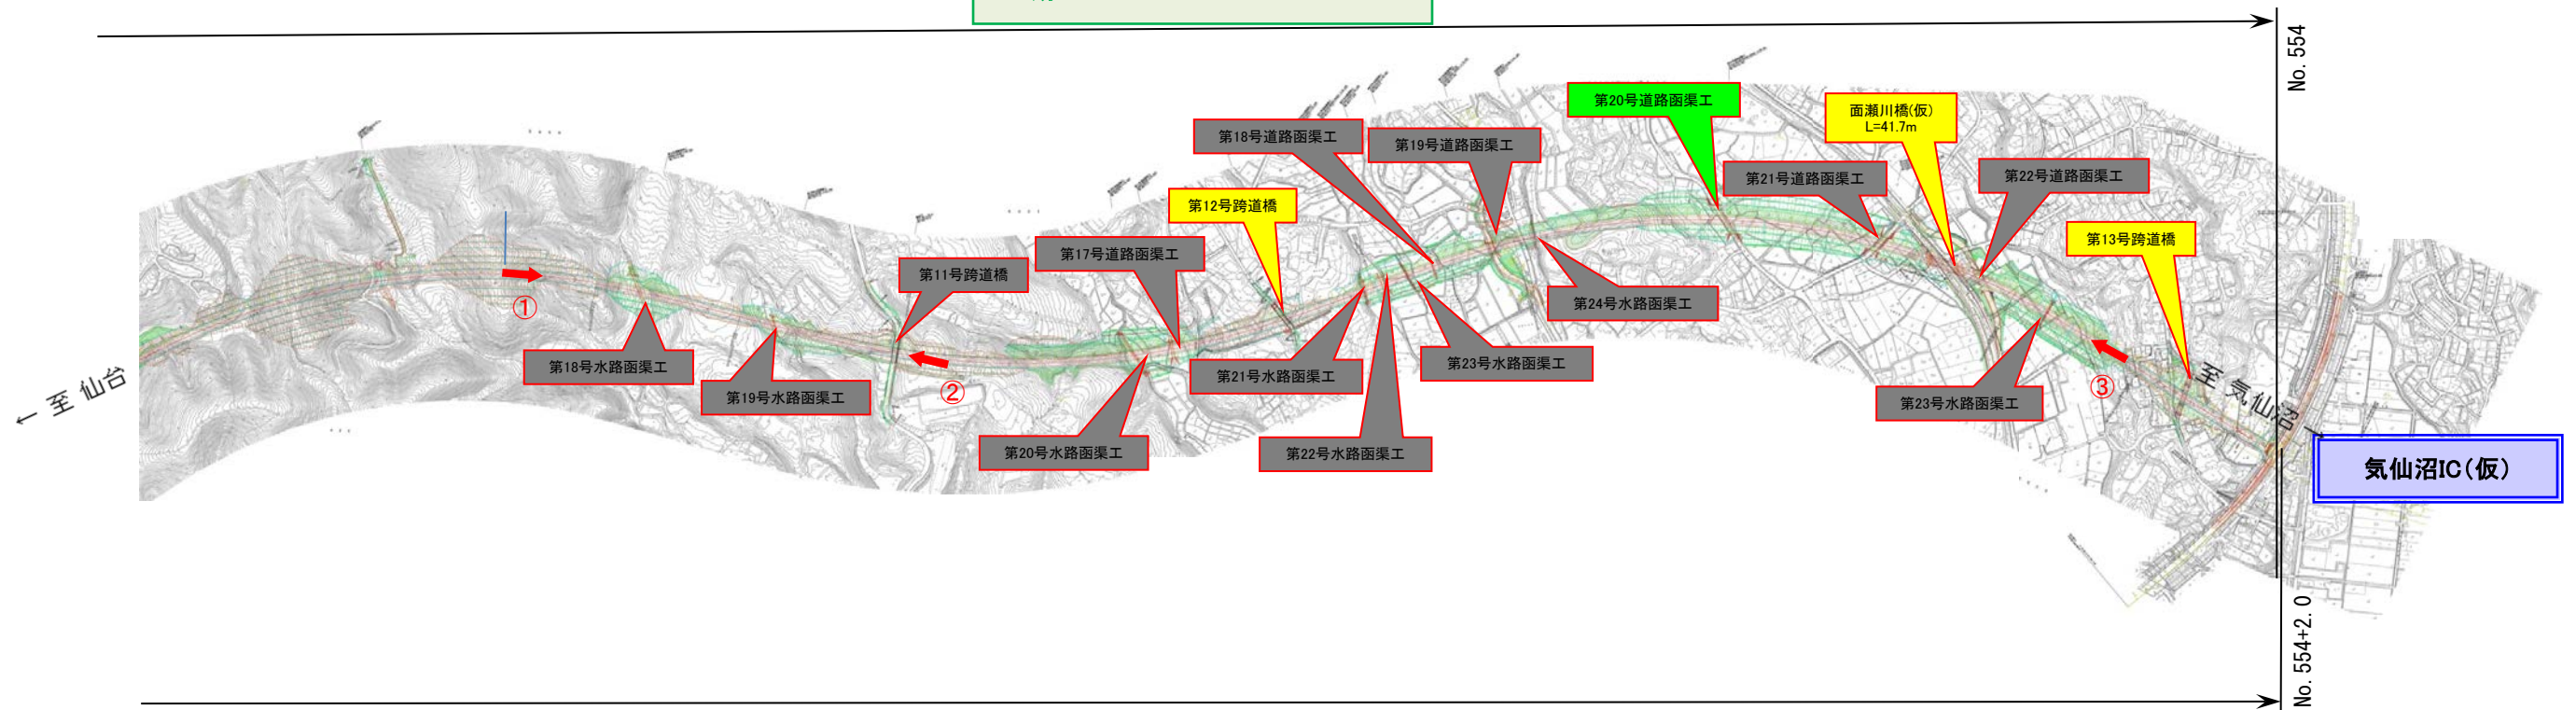 No. 554
第20号道路函渠工
面瀬川橋(仮)
L=41.7m
第18号道路函渠工
第19号道路函渠工
第21号道路函渠工
第22号道路函渠工
第12号跨道橋
第13号跨道橋
第17号道路函渠工
第11号跨道橋
①
第24号水路函渠工
第18号水路函渠工
第19号水路函渠工
②
第21号水路函渠工
第23号水路函渠工
③
第23号水路函渠工
← 至 仙台
至 気仙沼 →
第20号水路函渠工
第22号水路函渠工
気仙沼IC(仮)
No. 554+2. 0